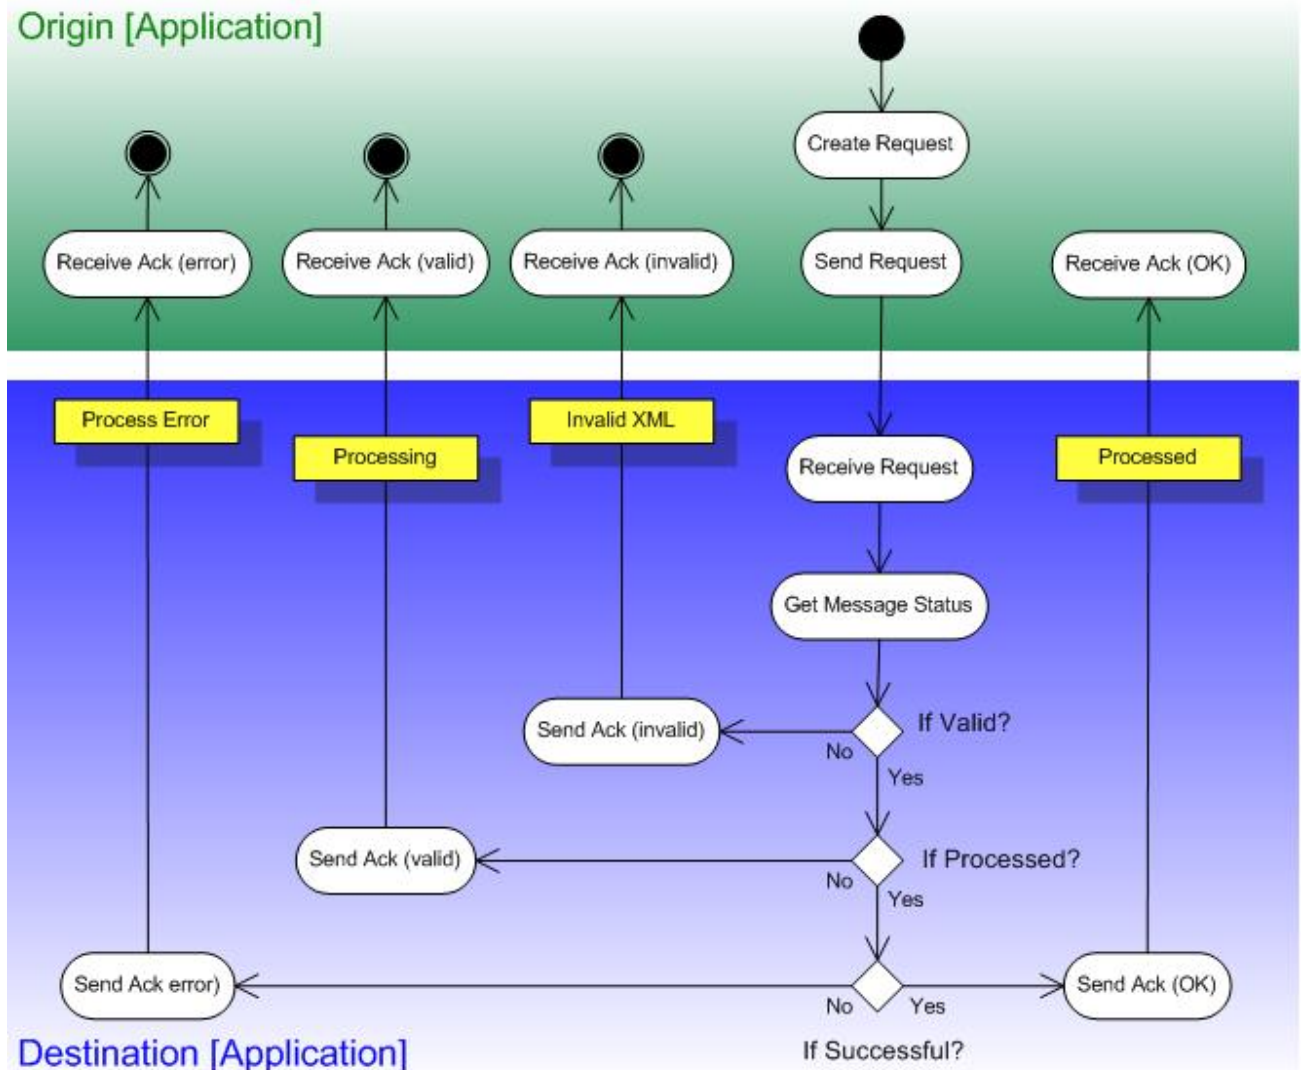 Origin [Application]
Create Request
Receive Ack (error)
Receive Ack (valid)
Receive Ack (invalid)
Send Request
Receive Ack (OK)
Process Error
Processing
Invalid XML
Receive Request
Processed
Get Message Status
Send Ack (invalid)
If Valid?
No
Yes
Send Ack (valid)
If Processed?
No
Yes
Send Ack error)
No
Yes
Send Ack (OK)
If Successful?
Destination [Application]